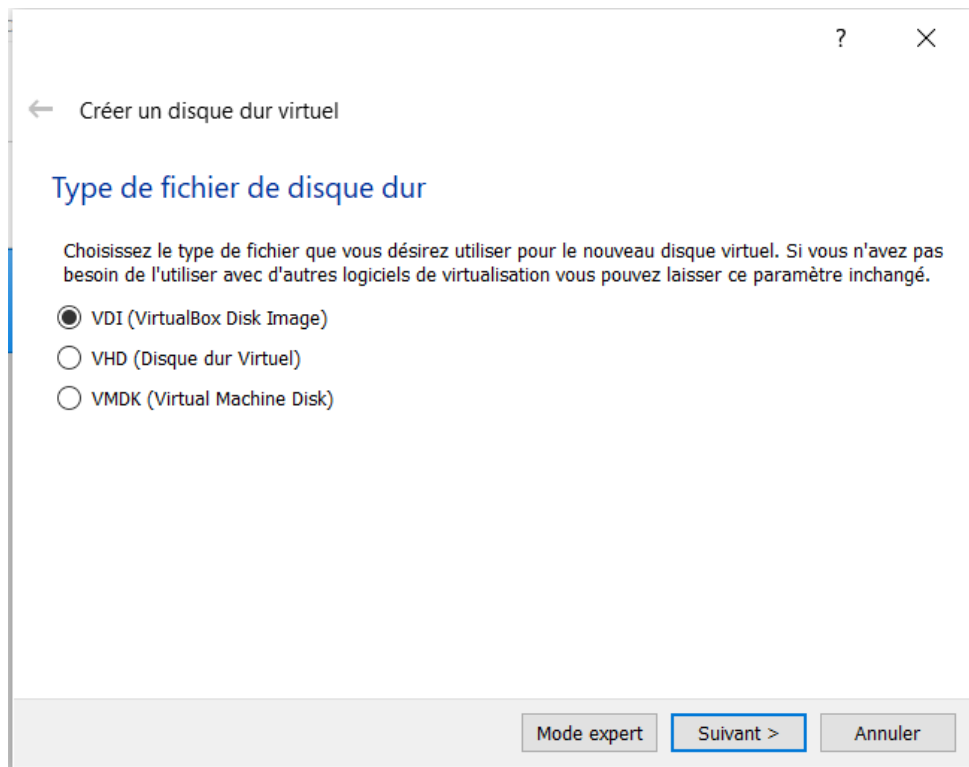 ?
Créer un disque dur virtuel
Type de fichier de disque dur
Choisissez le type de fichier que vous désirez utiliser pour le nouveau disque virtuel. Si vous n'avez pas
besoin de l'utiliser avec d'autres logiciels de virtualisation vous pouvez laisser ce paramètre inchangé.
VDI (VirtualBox Disk Image)
VHD (Disque dur Virtuel)
VMDK (Virtual Machine Disk)
Mode expert Suivant > Annuler